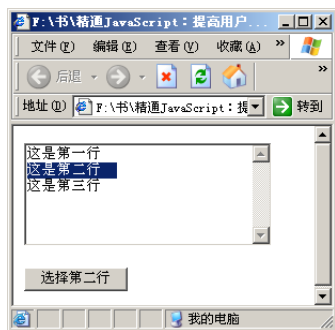 F:\书\精通JavaScript：提高用户...
文件(F) 编辑(E) 查看(V) 收藏(A) »
后退 »
地址(D) F:\书\精通JavaScript：提 转到
这是第一行
这是第二行
这是第三行
选择第二行
我的电脑